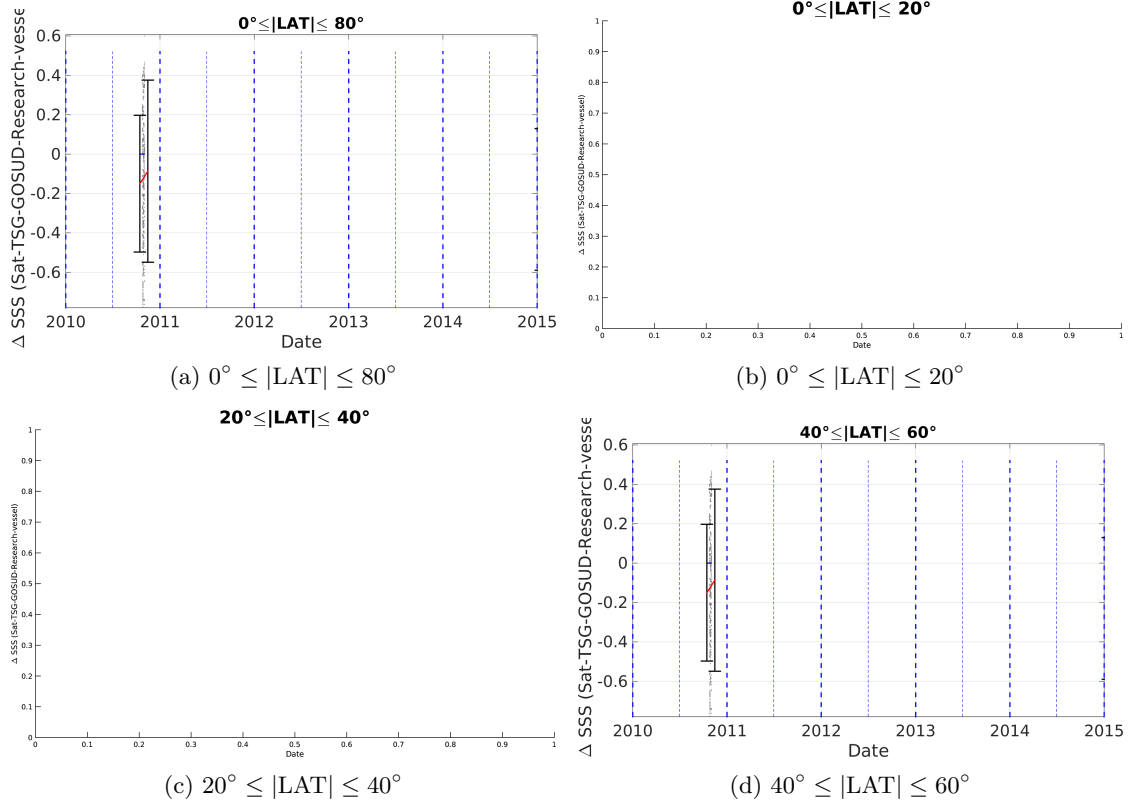 0°≤|LAT|≤ 80°
Δ SSS (Sat-TSG-GOSUD-Research-vesse
0.6
0.4
0.2
0
-0.2
-0.4
-0.6
2010 2011 2012 2013 2014 2015
Date
(a) 0° ≤ |LAT| ≤ 80°
0°≤|LAT|≤ 20°
Δ SSS (Sat-TSG-GOSUD-Research-vessel)
1
0.9
0.8
0.7
0.6
0.5
0.4
0.3
0.2
0.1
0
0 0.1 0.2 0.3 0.4 0.5 0.6 0.7 0.8 0.9 1
Date
(b) 0° ≤ |LAT| ≤ 20°
20°≤|LAT|≤ 40°
Δ SSS (Sat-TSG-GOSUD-Research-vessel)
1
0.9
0.8
0.7
0.6
0.5
0.4
0.3
0.2
0.1
0
0 0.1 0.2 0.3 0.4 0.5 0.6 0.7 0.8 0.9 1
Date
(c) 20° ≤ |LAT| ≤ 40°
40°≤|LAT|≤ 60°
Δ SSS (Sat-TSG-GOSUD-Research-vesse
0.6
0.4
0.2
0
-0.2
-0.4
-0.6
2010 2011 2012 2013 2014 2015
Date
(d) 40° ≤ |LAT| ≤ 60°